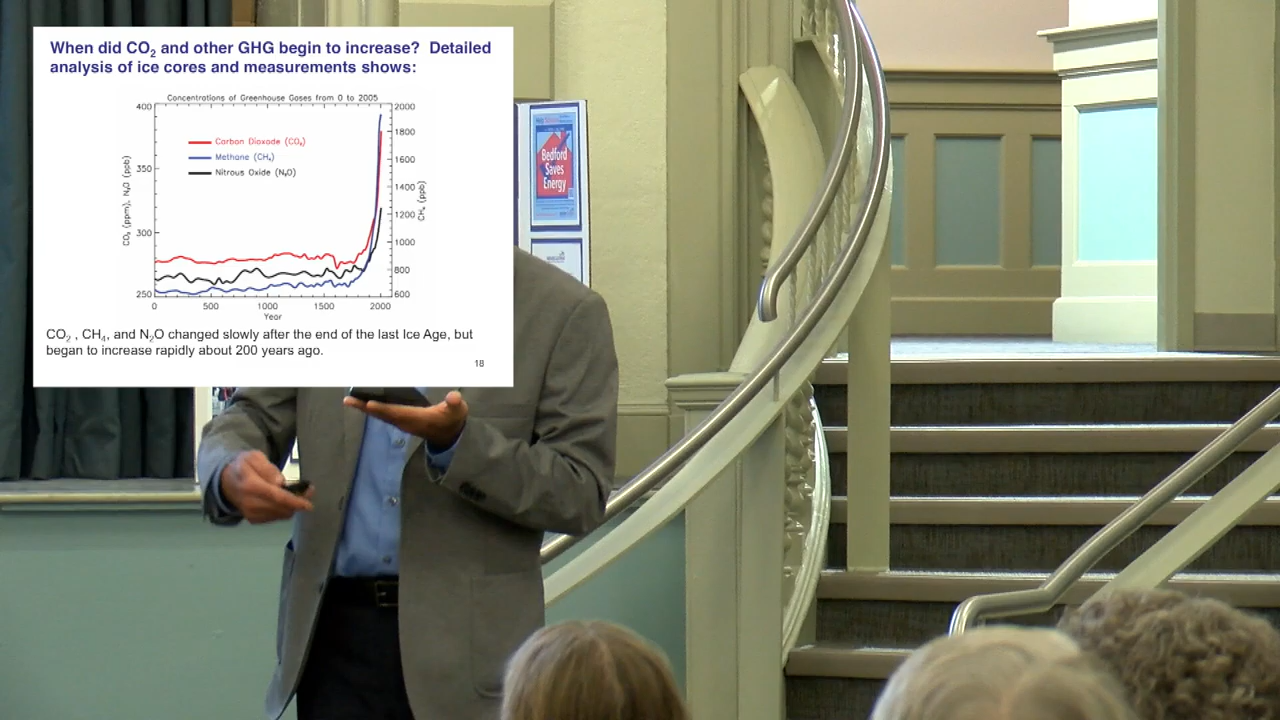 When did CO₂ and other GHG begin to increase? Detailed
analysis of ice cores and measurements shows:
Concentrations of Greenhouse Gases from 0 to 2005
400
350
300
250
CO₂ (ppm), N₂O (ppb)
Carbon Dioxide (CO₂)
Methane (CH₄)
Nitrous Oxide (N₂O)
2000
1800
1600
1400
1200
1000
800
600
CH₄ (ppb)
0 500 1000 1500 2000
Year
CO₂ , CH₄, and N₂O changed slowly after the end of the last Ice Age, but
began to increase rapidly about 200 years ago.
18
Bedford
Saves
Energy